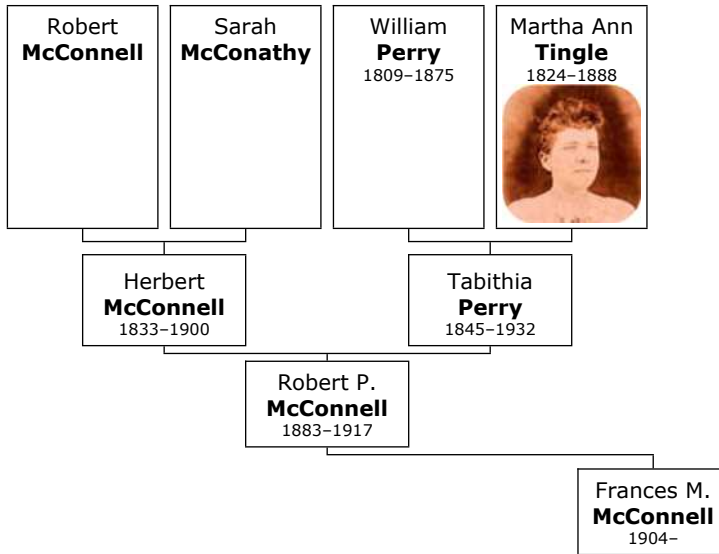 Robert
McConnell
Sarah
McConathy
William
Perry
1809–1875
Martha Ann
Tingle
1824–1888
Herbert
McConnell
1833–1900
Tabithia
Perry
1845–1932
Robert P.
McConnell
1883–1917
Frances M.
McConnell
1904–